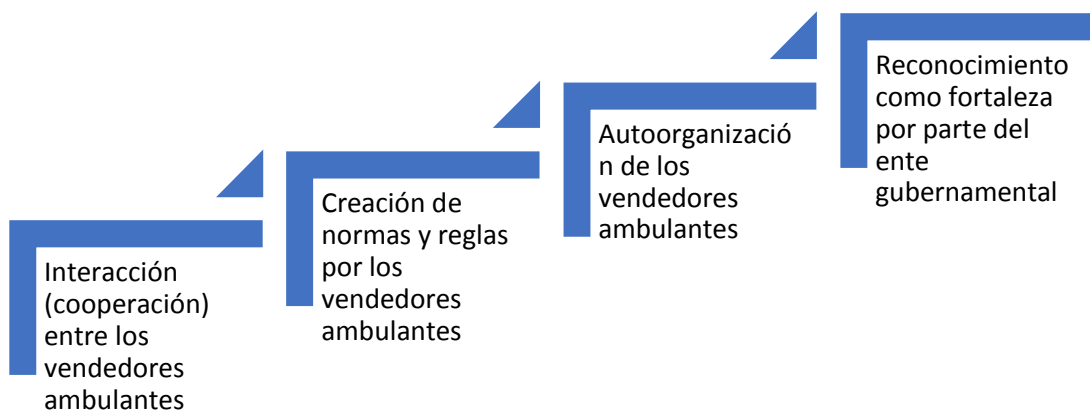 Interacción
(cooperación)
entre los
vendedores
ambulantes
Creación de
normas y reglas
por los
vendedores
ambulantes
Autoorganizació
n de los
vendedores
ambulantes
Reconocimiento
como fortaleza
por parte del
ente
gubernamental